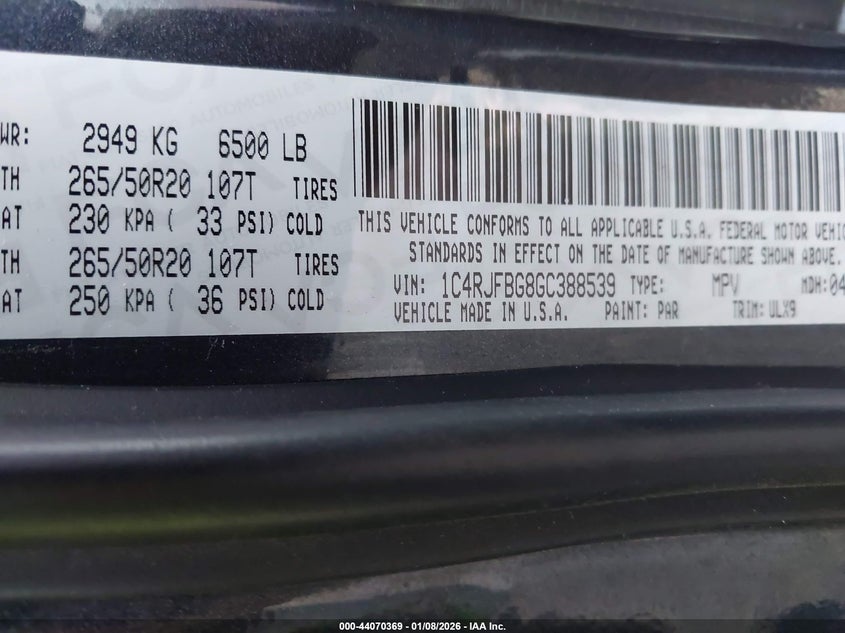 WR: 2949 KG 6500 LB
TH 265/50R20 107T TIRES
AT 230 KPA ( 33 PSI) COLD
TH 265/50R20 107T TIRES
AT 250 KPA ( 36 PSI) COLD
THIS VEHICLE CONFORMS TO ALL APPLICABLE U.S.A. FEDERAL MOTOR VEHIC
STANDARDS IN EFFECT ON THE DATE OF MANUFACTURE SHOWN ABOVE.
VIN: 1C4RJFBG8GC388539 TYPE: MPV MDH: 04
VEHICLE MADE IN U.S.A. PAINT: PAR TRIM: ULX9
000-44070369 - 01/08/2026 - IAA Inc.